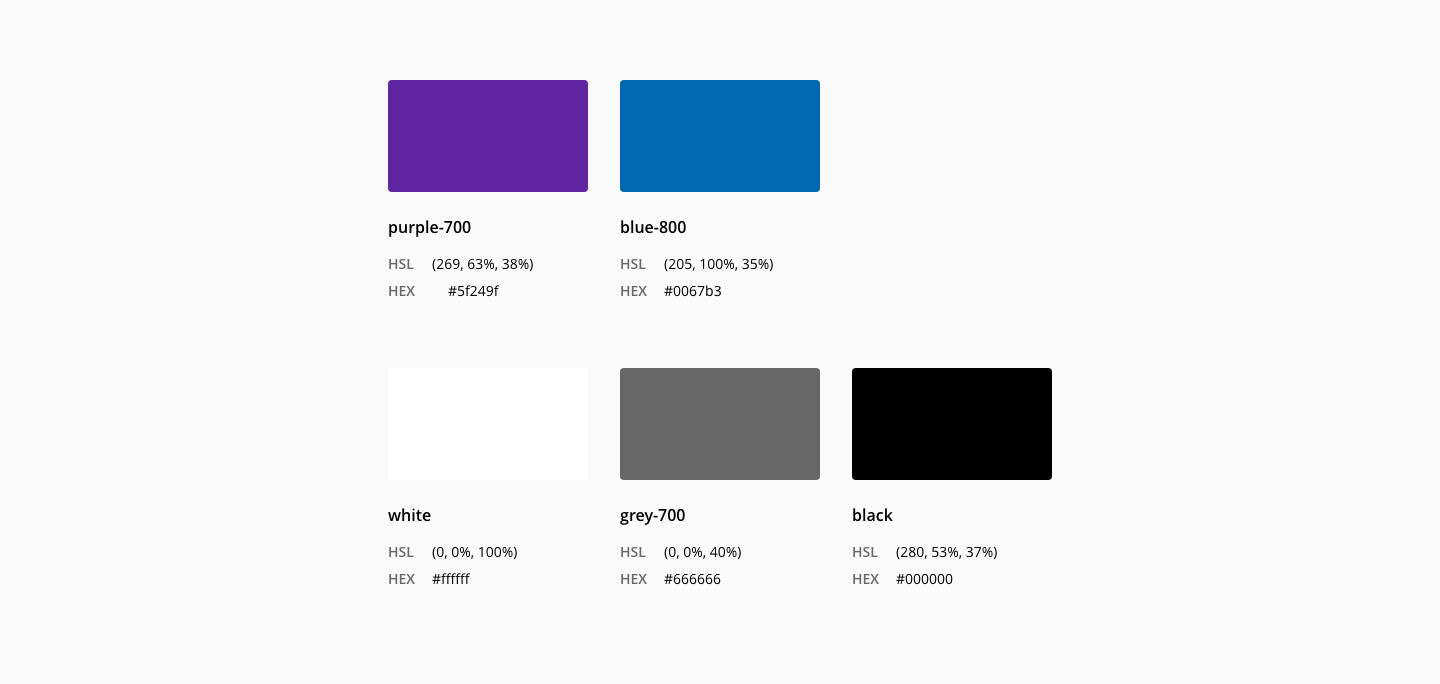 purple-700
HSL (269, 63%, 38%)
HEX #5f249f
blue-800
HSL (205, 100%, 35%)
HEX #0067b3
white
HSL (0, 0%, 100%)
HEX #ffffff
grey-700
HSL (0, 0%, 40%)
HEX #666666
black
HSL (280, 53%, 37%)
HEX #000000